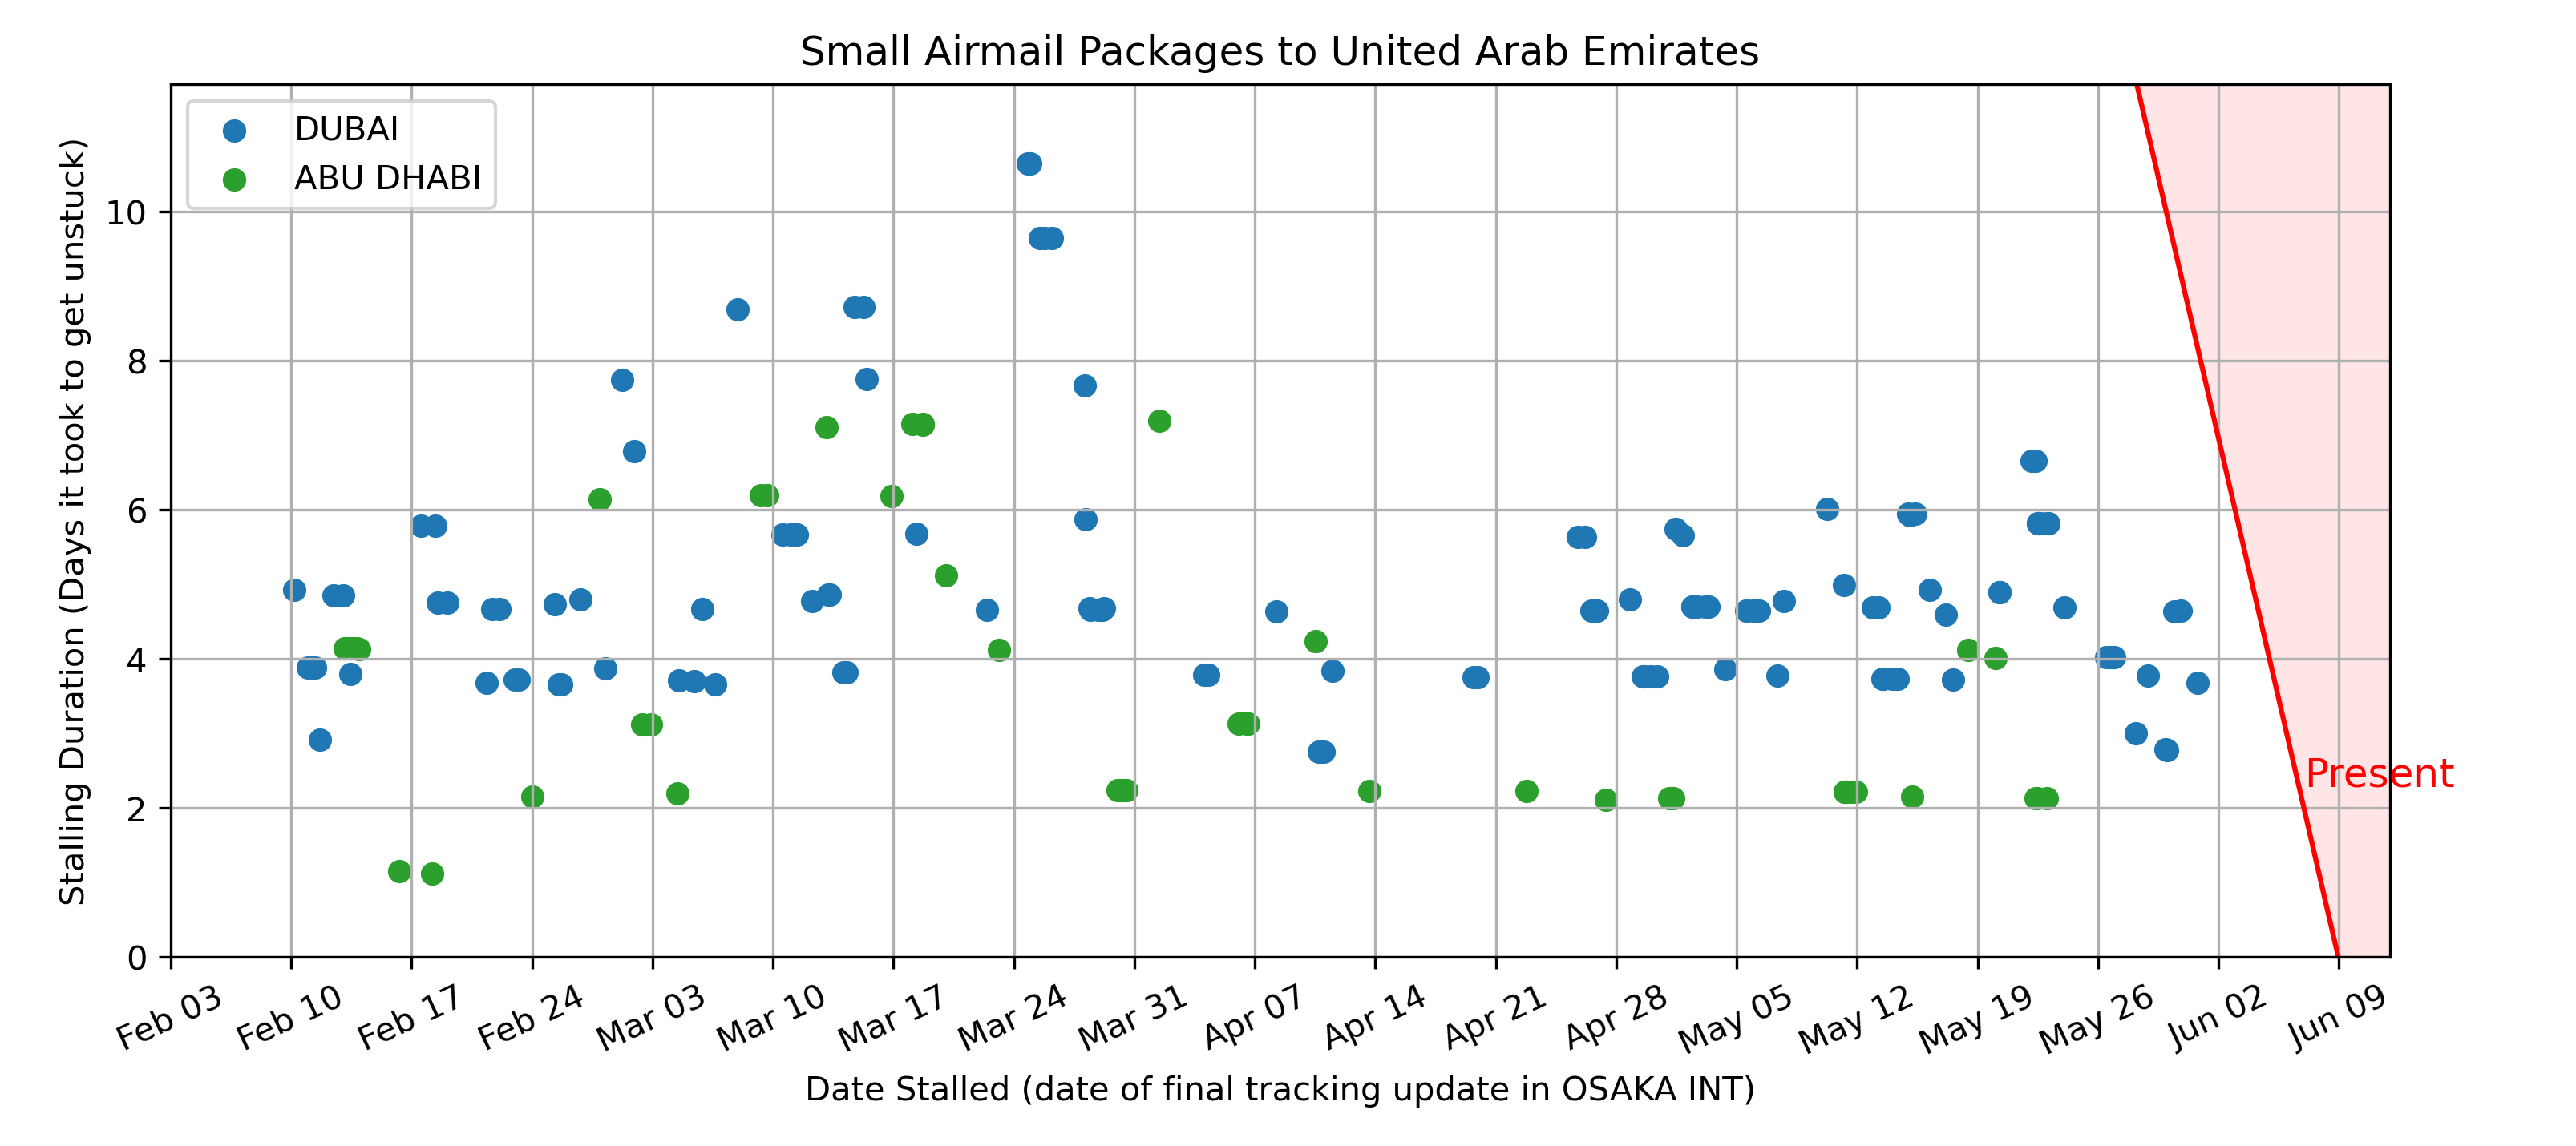 Small Airmail Packages to United Arab Emirates
DUBAI
ABU DHABI
Stalling Duration (Days it took to get unstuck)
10
8
6
4
2
0
Present
Feb 03
Feb 10
Feb 17
Feb 24
Mar 03
Mar 10
Mar 17
Mar 24
Mar 31
Apr 07
Apr 14
Apr 21
Apr 28
May 05
May 12
May 19
May 26
Jun 02
Jun 09
Date Stalled (date of final tracking update in OSAKA INT)